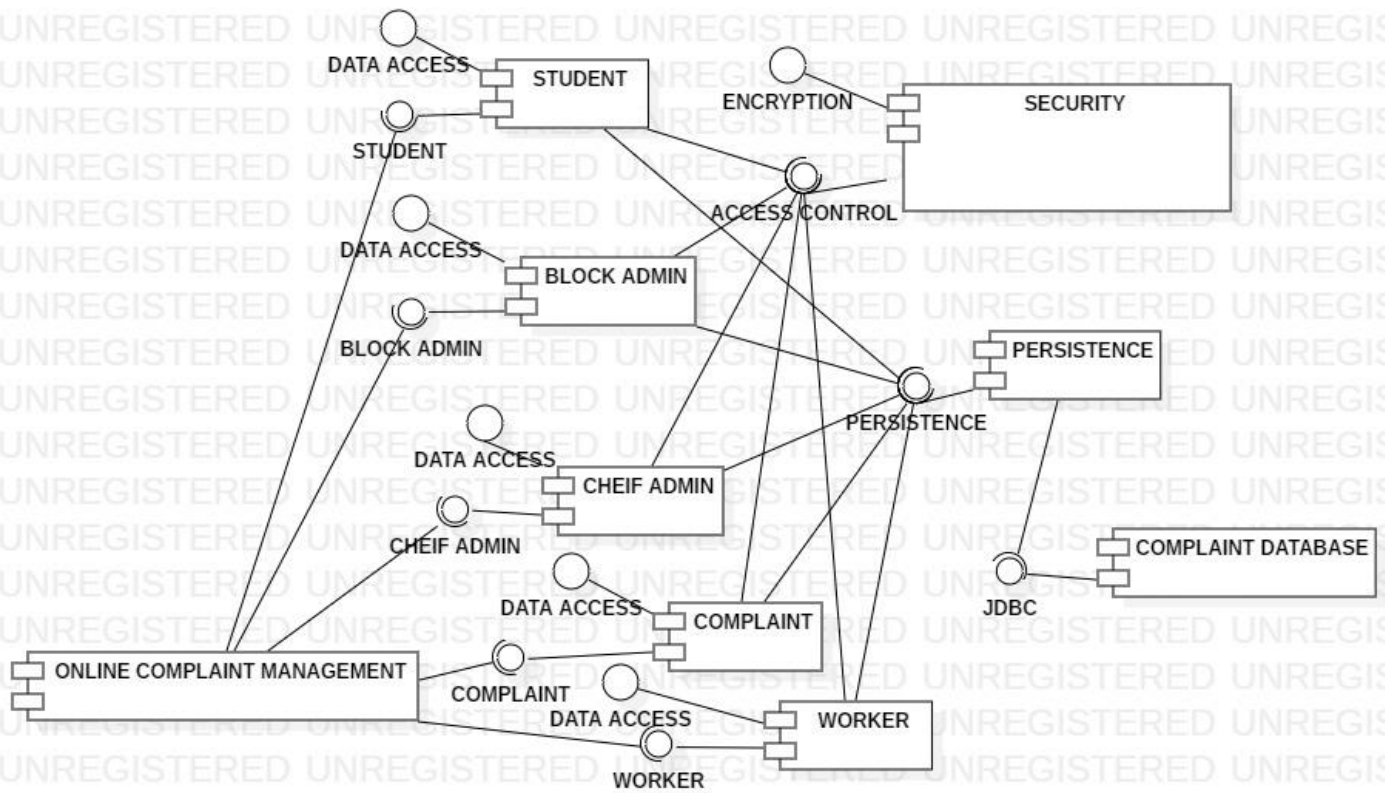 DATA ACCESS
STUDENT
STUDENT
ENCRYPTION
SECURITY
ACCESS CONTROL
DATA ACCESS
BLOCK ADMIN
BLOCK ADMIN
PERSISTENCE
PERSISTENCE
DATA ACCESS
CHEIF ADMIN
CHEIF ADMIN
COMPLAINT DATABASE
JDBC
DATA ACCESS
COMPLAINT
ONLINE COMPLAINT MANAGEMENT
COMPLAINT
DATA ACCESS
WORKER
WORKER
UNREGISTERED